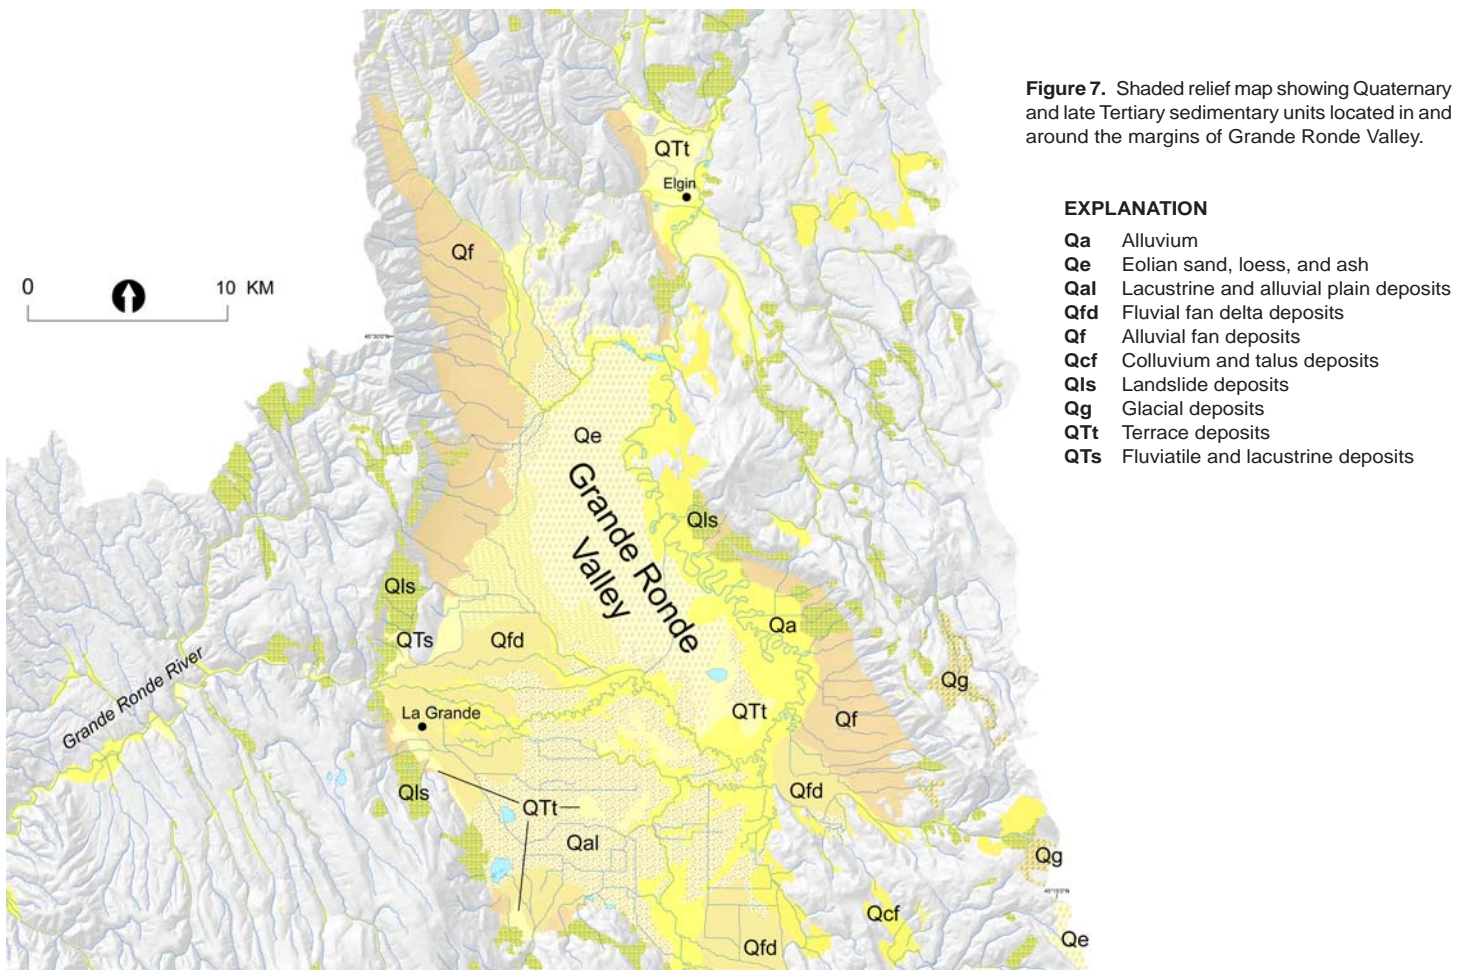 Figure 7. Shaded relief map showing Quaternary
and late Tertiary sedimentary units located in and
around the margins of Grande Ronde Valley.
EXPLANATION
Qa Alluvium
Qe Eolian sand, loess, and ash
Qal Lacustrine and alluvial plain deposits
Qfd Fluvial fan delta deposits
Qf Alluvial fan deposits
Qcf Colluvium and talus deposits
Qls Landslide deposits
Qg Glacial deposits
QTt Terrace deposits
QTs Fluviatile and lacustrine deposits
0 10 KM
QTt
Elgin
Qf
Qe
Grande Ronde
Valley
Qls
Qls
QTs
Qfd
Qa
Grande Ronde River
Qg
La Grande
QTt
Qf
Qls
QTt
Qfd
Qal
Qg
Qcf
Qfd
Qe